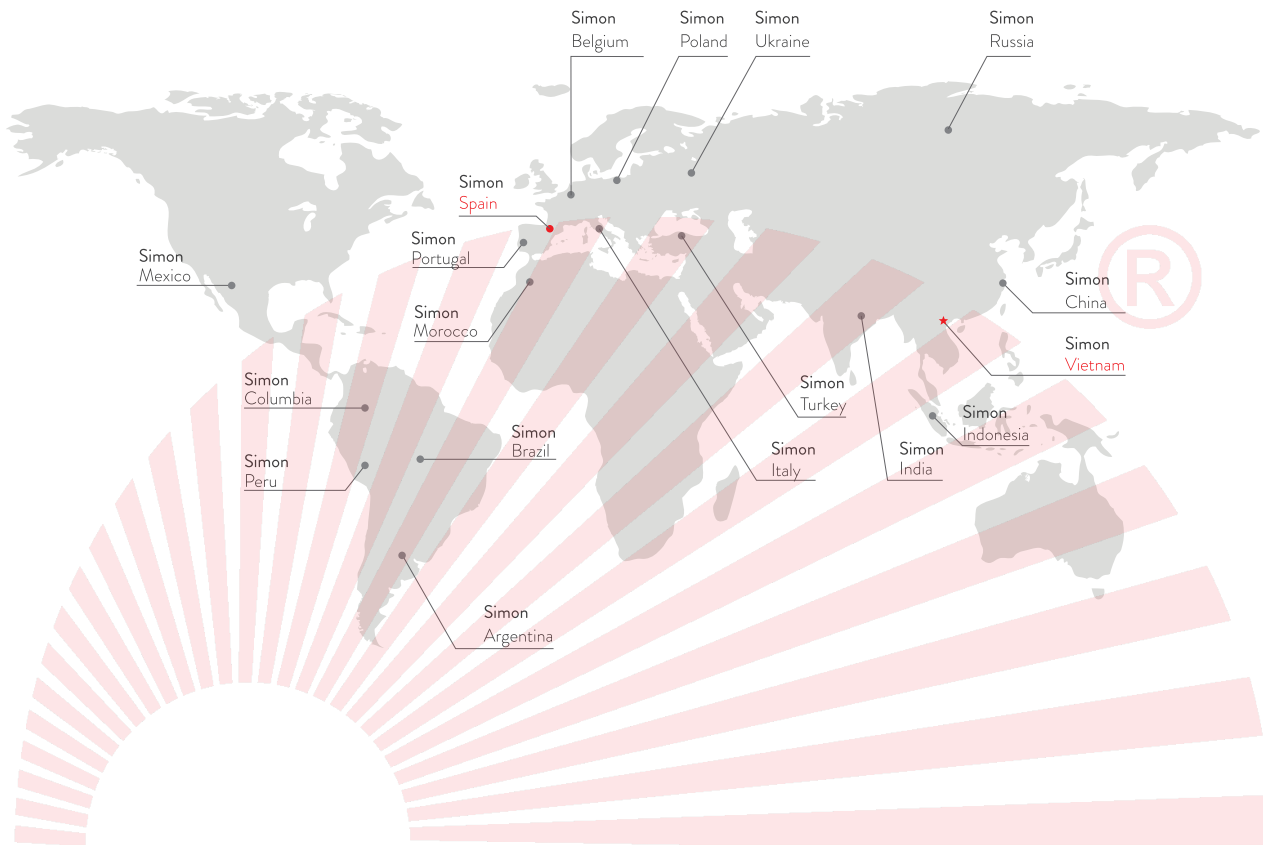 Simon
Belgium
Simon
Poland
Simon
Ukraine
Simon
Russia
Simon
Spain
Simon
Portugal
Simon
Mexico
Simon
Morocco
Simon
China
Simon
Vietnam
Simon
Columbia
Simon
Turkey
Simon
Indonesia
Simon
Brazil
Simon
Peru
Simon
Italy
Simon
India
Simon
Argentina
®